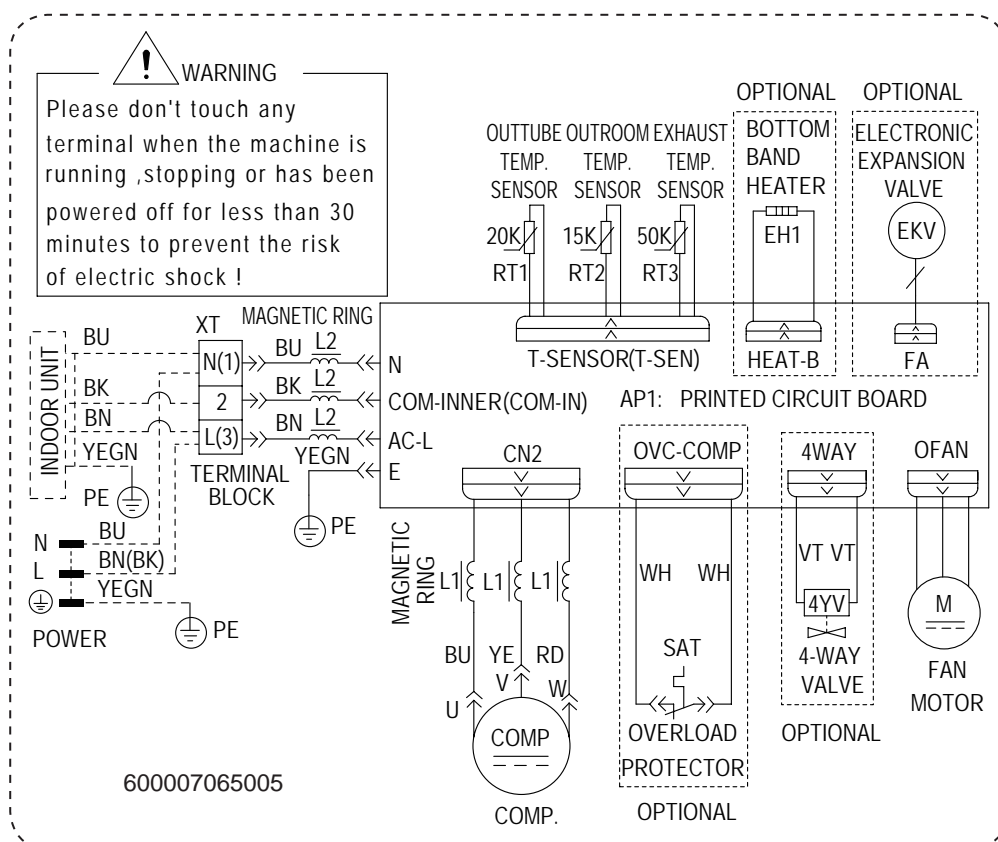 WARNING
Please don't touch any
terminal when the machine is
running ,stopping or has been
powered off for less than 30
minutes to prevent the risk
of electric shock !
OUTTUBE
TEMP.
SENSOR
OUTROOM
TEMP.
SENSOR
EXHAUST
TEMP.
SENSOR
20K
RT1
15K
RT2
50K
RT3
T-SENSOR(T-SEN)
OPTIONAL
BOTTOM
BAND
HEATER
EH1
HEAT-B
OPTIONAL
ELECTRONIC
EXPANSION
VALVE
EKV
FA
INDOOR UNIT
BU
BK
BN
YEGN
PE
XT
N(1)
2
L(3)
TERMINAL
BLOCK
MAGNETIC RING
BU
L2
N
BK
L2
COM-INNER(COM-IN)
BN
L2
AC-L
YEGN
E
PE
AP1: PRINTED CIRCUIT BOARD
N
L
BU
BN(BK)
YEGN
PE
POWER
CN2
MAGNETIC
RING
L1
L1
L1
BU
YE
RD
U
V
W
COMP
COMP.
OVC-COMP
WH
WH
SAT
OVERLOAD
PROTECTOR
OPTIONAL
4WAY
VT
VT
4YV
4-WAY
VALVE
OPTIONAL
OFAN
M
FAN
MOTOR
600007065005